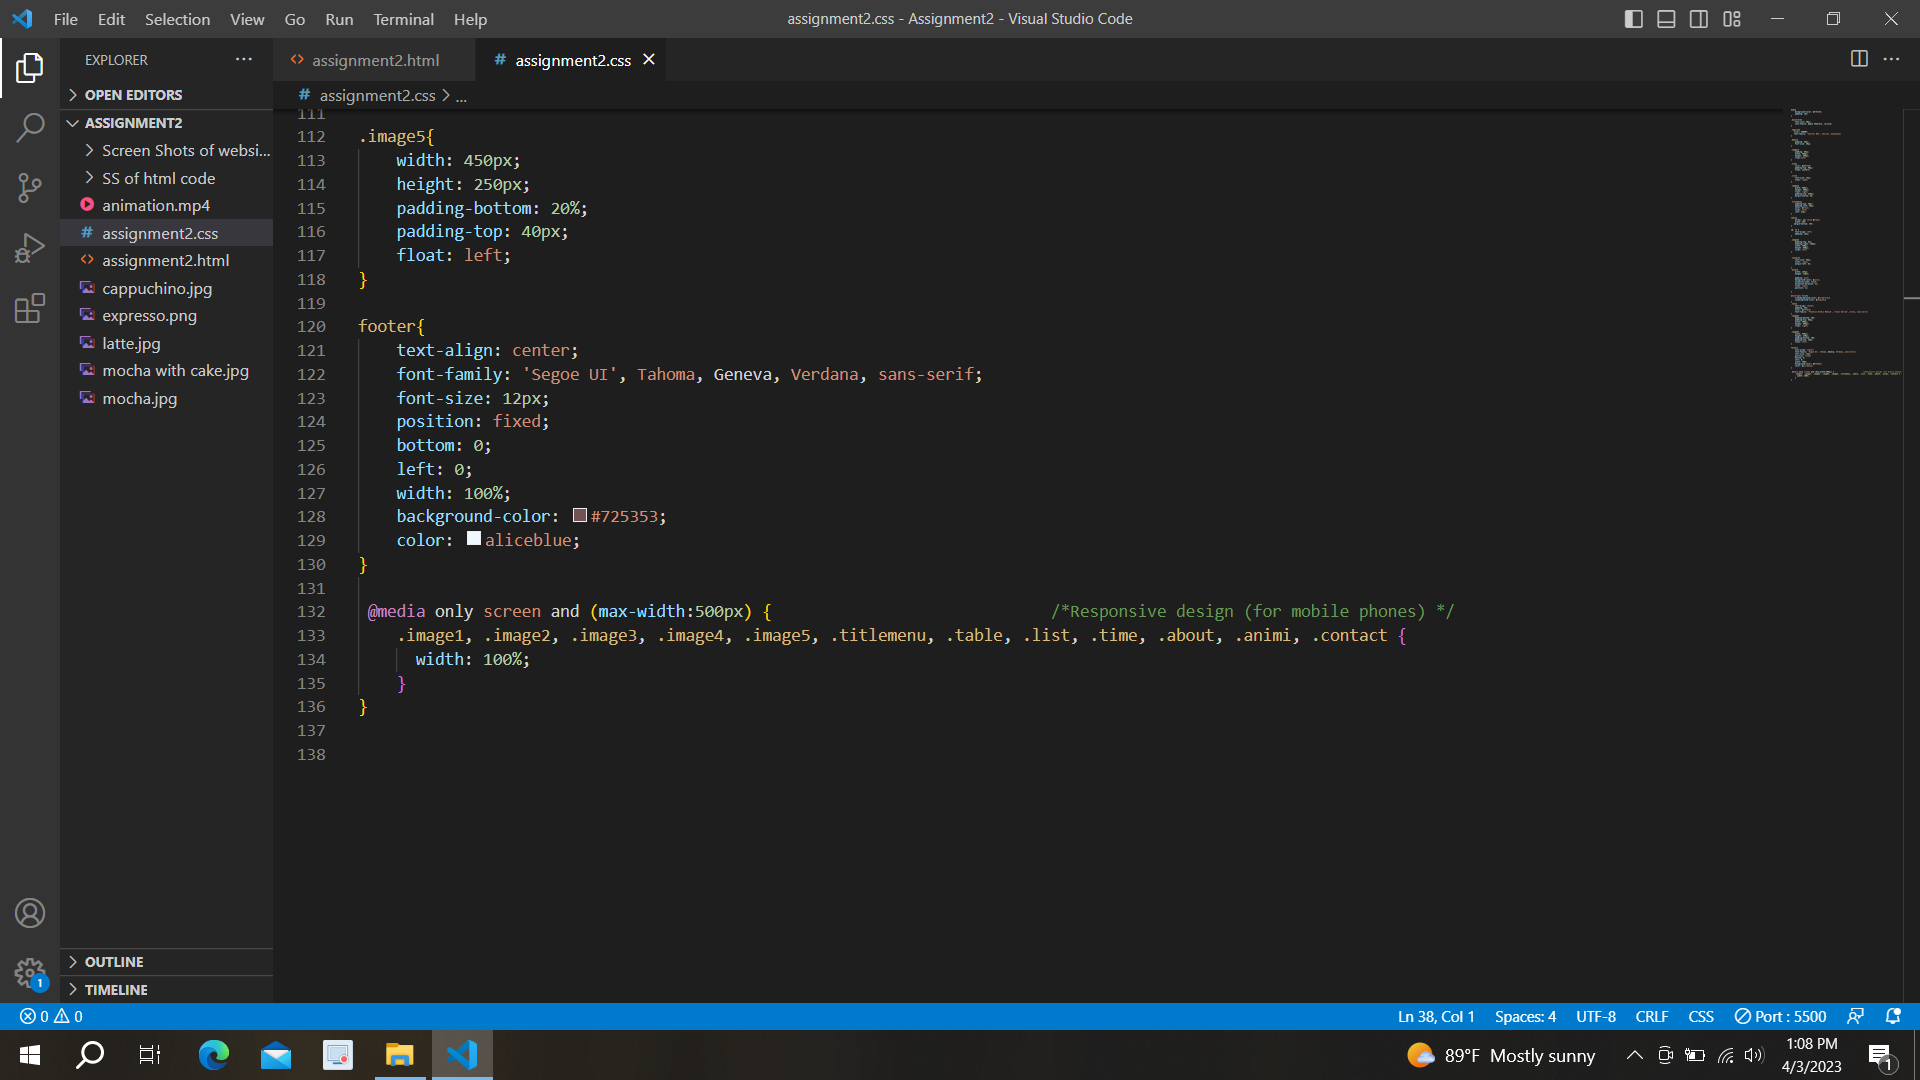 File Edit Selection View Go Run Terminal Help
assignment2.css - Assignment2 - Visual Studio Code
EXPLORER
OPEN EDITORS
ASSIGNMENT2
Screen Shots of websi...
SS of html code
animation.mp4
assignment2.css
assignment2.html
cappuchino.jpg
expresso.png
latte.jpg
mocha with cake.jpg
mocha.jpg
OUTLINE
TIMELINE
assignment2.html
assignment2.css
assignment2.css > ...
111
112 .image5{
113 width: 450px;
114 height: 250px;
115 padding-bottom: 20%;
116 padding-top: 40px;
117 float: left;
118 }
119
120 footer{
121 text-align: center;
122 font-family: 'Segoe UI', Tahoma, Geneva, Verdana, sans-serif;
123 font-size: 12px;
124 position: fixed;
125 bottom: 0;
126 left: 0;
127 width: 100%;
128 background-color: #725353;
129 color: aliceblue;
130 }
131
132 @media only screen and (max-width:500px) { /*Responsive design (for mobile phones) */
133 .image1, .image2, .image3, .image4, .image5, .titlemenu, .table, .list, .time, .about, .animi, .contact {
134 width: 100%;
135 }
136 }
137
138
1
0 0
Ln 38, Col 1 Spaces: 4 UTF-8 CRLF CSS Port : 5500
89°F Mostly sunny
1:08 PM
4/3/2023
1